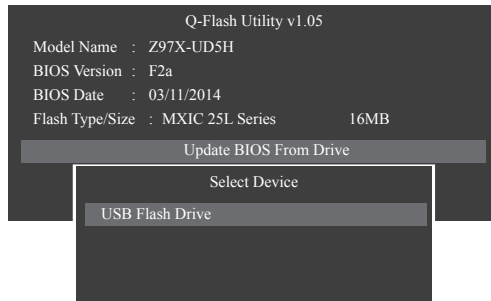 Q-Flash Utility v1.05
Model Name : Z97X-UD5H
BIOS Version : F2a
BIOS Date : 03/11/2014
Flash Type/Size : MXIC 25L Series 16MB
Update BIOS From Drive
Select Device
USB Flash Drive